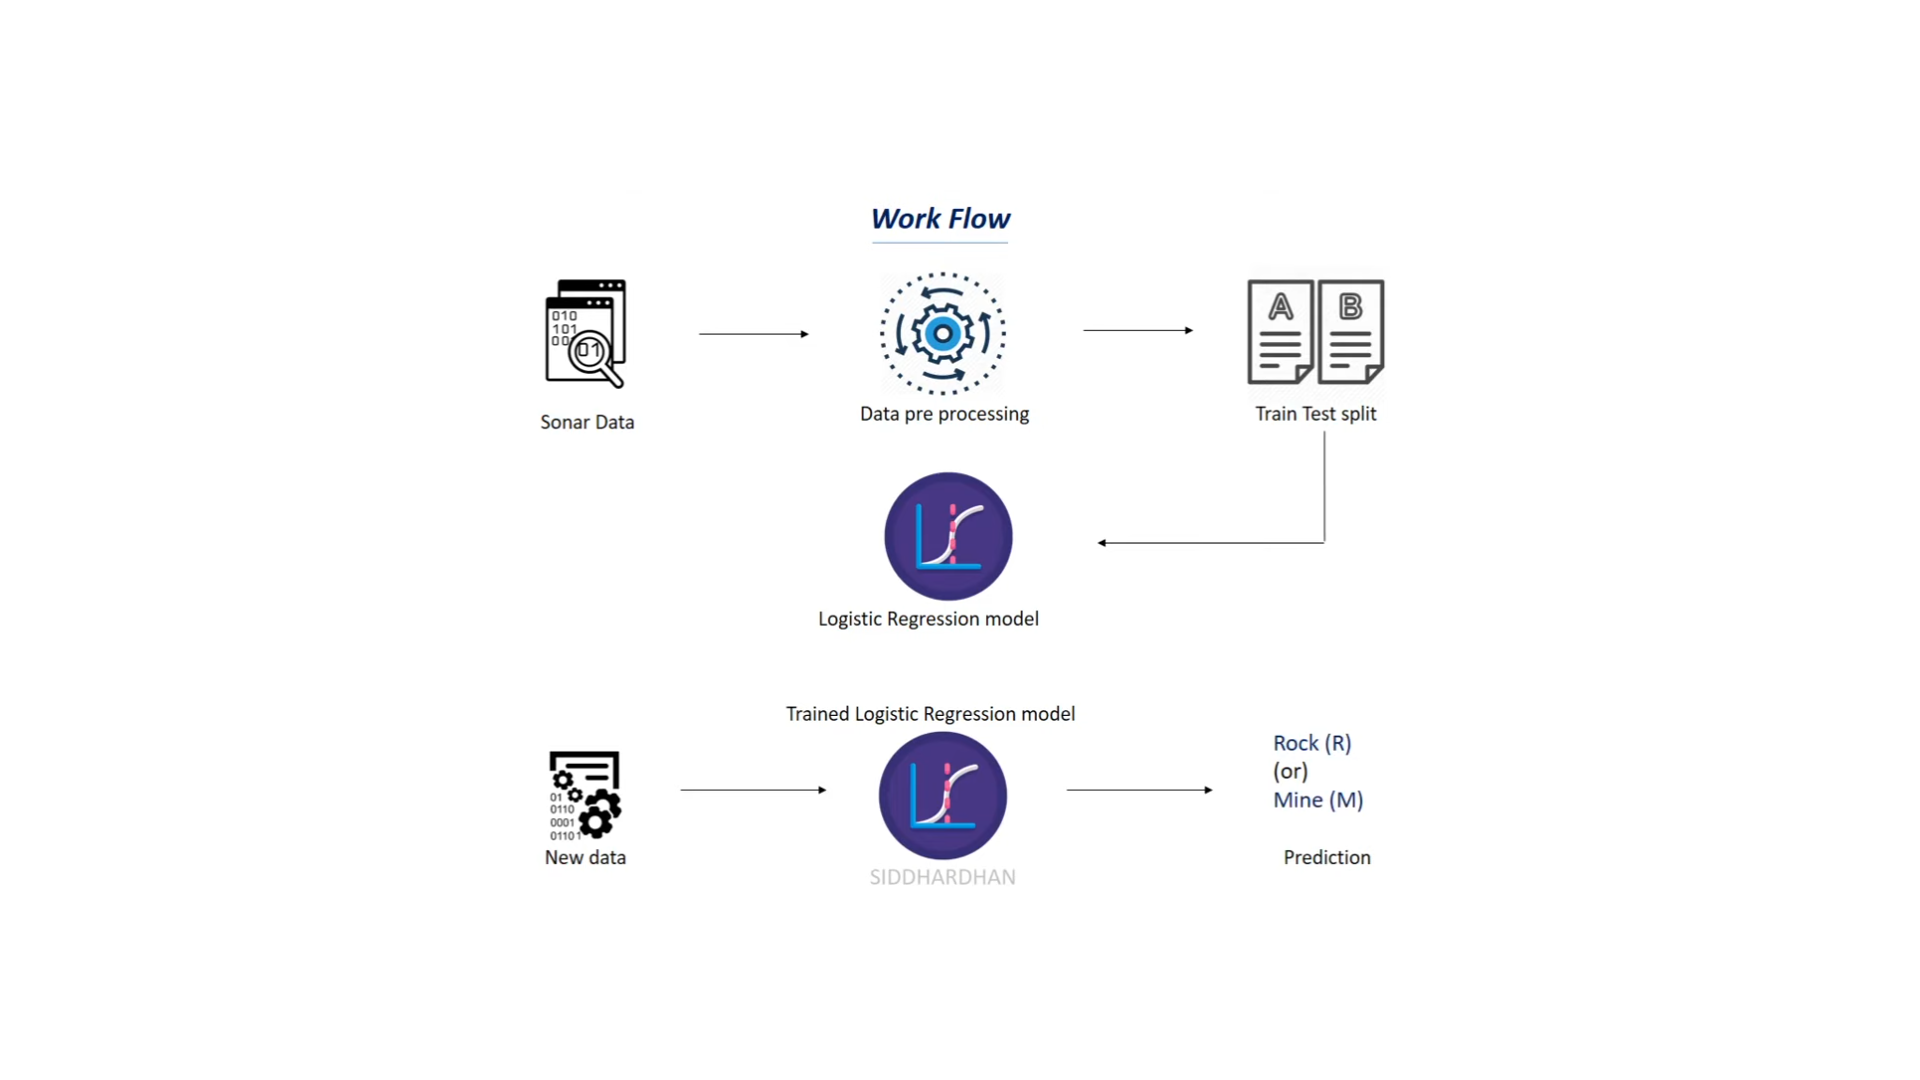 Work Flow
010
101
00
01
A
B
Sonar Data
Data pre processing
Train Test split
Logistic Regression model
Trained Logistic Regression model
01
0110
0001
01101
Rock (R)
(or)
Mine (M)
New data
Prediction
SIDDHARDHAN